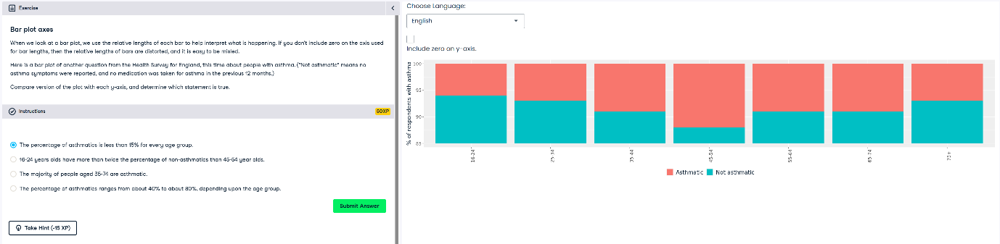 Exercise
Bar plot axes
When we look at a bar plot, we use the relative lengths of each bar to help interpret what is happening. If you don't include zero on the axis used
for bar lengths, then the relative lengths of bars are distorted, and it is easy to be misled.
Here is a bar plot of another question from the Health Survey for England, this time about people with asthma. ("Not asthmatic" means no
asthma symptoms were reported, and no medication was taken for asthma in the previous 12 months.)
Compare version of the plot with each y-axis, and determine which statement is true.
Instructions
50XP
The percentage of asthmatics is less than 15% for every age group.
16-24 years olds have more than twice the percentage of non-asthmatics than 45-54 year olds.
The majority of people aged 35-74 are asthmatic.
The percentage of asthmatics ranges from about 40% to about 80%, depending upon the age group.
Submit Answer
Take Hint (-15 XP)
Choose Language:
English
Include zero on y-axis.
% of respondents with asthma
100
95
90
85
16-24
25-34
35-44
45-54
55-64
65-74
75+
Asthmatic
Not asthmatic